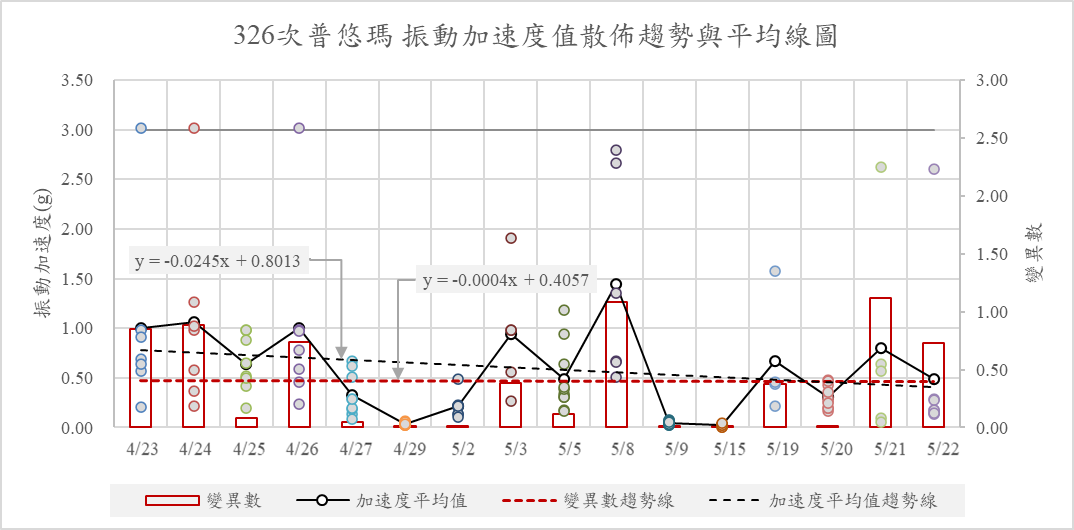 326次普悠瑪 振動加速度值散佈趨勢與平均線圖
3.50
3.00
2.50
2.00
1.50
1.00
0.50
0.00
振動加速度(g)
3.00
2.50
2.00
1.50
1.00
0.50
0.00
變異數
y = -0.0245x + 0.8013
y = -0.0004x + 0.4057
4/23 4/24 4/25 4/26 4/27 4/29 5/2 5/3 5/5 5/8 5/9 5/15 5/19 5/20 5/21 5/22
變異數 加速度平均值 變異數趨勢線 加速度平均值趨勢線